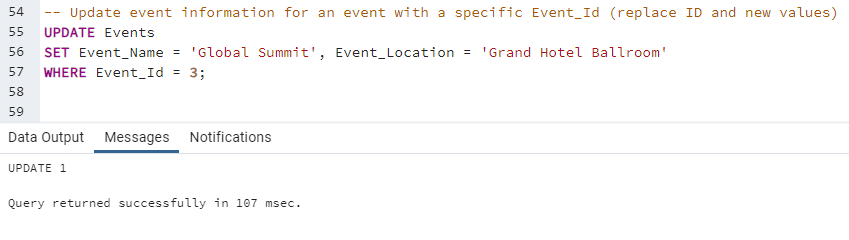 54 -- Update event information for an event with a specific Event_Id (replace ID and new values)
55 UPDATE Events
56 SET Event_Name = 'Global Summit', Event_Location = 'Grand Hotel Ballroom'
57 WHERE Event_Id = 3;
58
59
Data Output Messages Notifications
UPDATE 1
Query returned successfully in 107 msec.